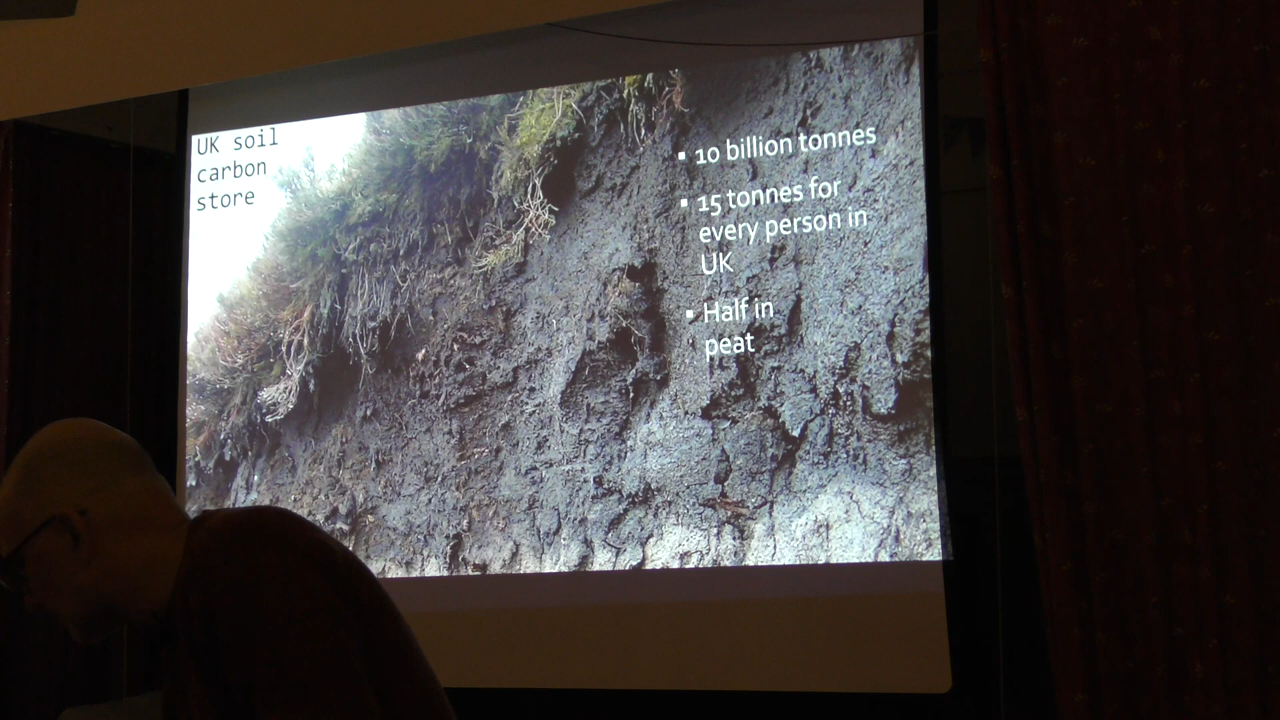 UK soil
carbon
store
▪ 10 billion tonnes
▪ 15 tonnes for
every person in
UK
▪ Half in
peat